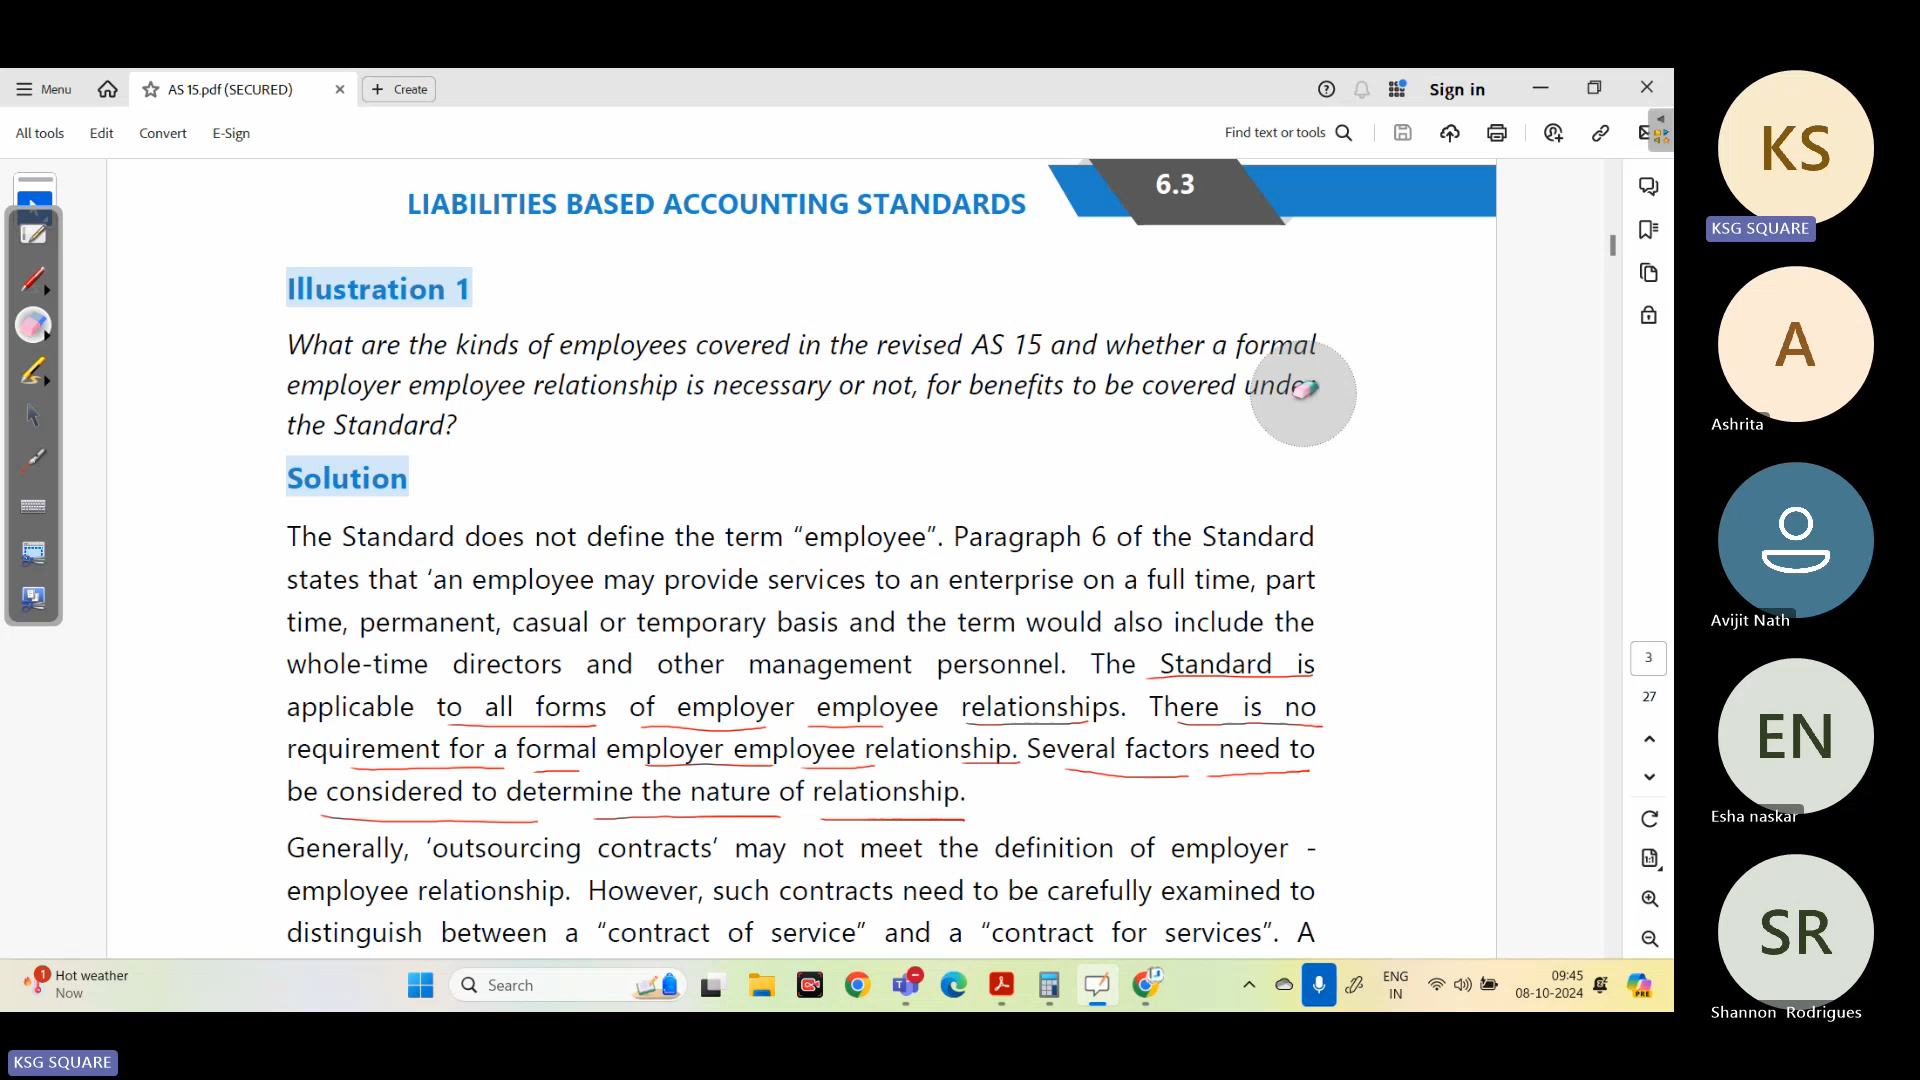 Menu
AS 15.pdf (SECURED)
Create
Sign in
All tools
Edit
Convert
E-Sign
Find text or tools
LIABILITIES BASED ACCOUNTING STANDARDS
6.3
Illustration 1
What are the kinds of employees covered in the revised AS 15 and whether a formal
employer employee relationship is necessary or not, for benefits to be covered under
the Standard?
Solution
The Standard does not define the term “employee”. Paragraph 6 of the Standard
states that ‘an employee may provide services to an enterprise on a full time, part
time, permanent, casual or temporary basis and the term would also include the
whole-time directors and other management personnel. The Standard is
applicable to all forms of employer employee relationships. There is no
requirement for a formal employer employee relationship. Several factors need to
be considered to determine the nature of relationship.
Generally, ‘outsourcing contracts’ may not meet the definition of employer -
employee relationship. However, such contracts need to be carefully examined to
distinguish between a “contract of service” and a “contract for services”. A
3
27
1
Hot weather
Now
Search
ENG
IN
09:45
08-10-2024
KS
KSG SQUARE
A
Ashrita
Avijit Nath
EN
Esha naskar
SR
Shannon Rodrigues
KSG SQUARE